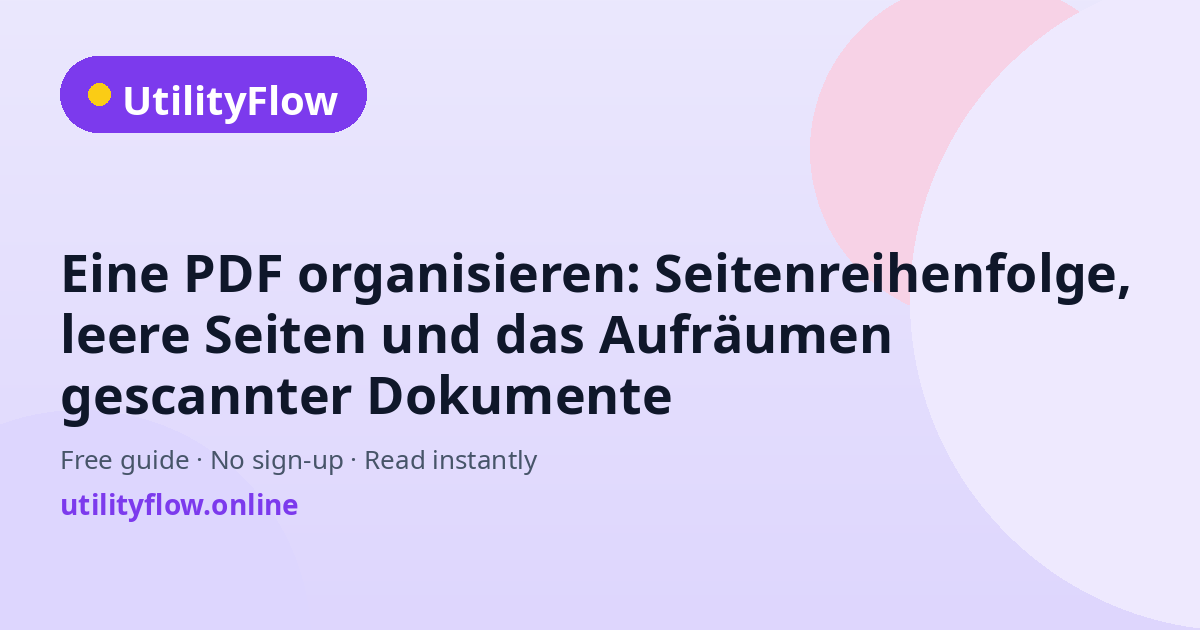 UtilityFlow
Eine PDF organisieren: Seitenreihenfolge,
leere Seiten und das Aufräumen
gescannter Dokumente
Free guide · No sign-up · Read instantly
utilityflow.online